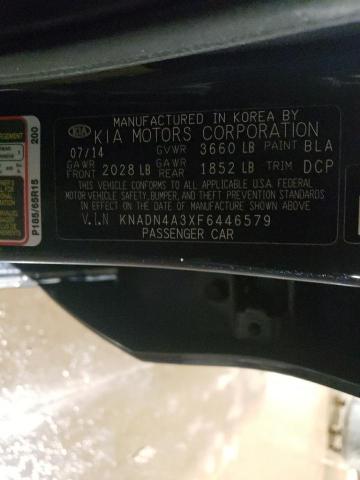 MANUFACTURED IN KOREA BY
KIA KIA MOTORS CORPORATION
07/14 GVWR 3660 LB PAINT BLA
GAWR FRONT 2028 LB GAWR REAR 1852 LB TRIM DCP
THIS VEHICLE CONFORMS TO ALL APPLICABLE U.S.A. FEDERAL
MOTOR VEHICLE SAFETY, BUMPER, AND THEFT PREVENTION STANDARDS
IN EFFECT ON THE DATE OF MANUFACTURE SHOWN ABOVE
V.I.N KNADN4A3XF6446579
PASSENGER CAR
P185/65R15 200